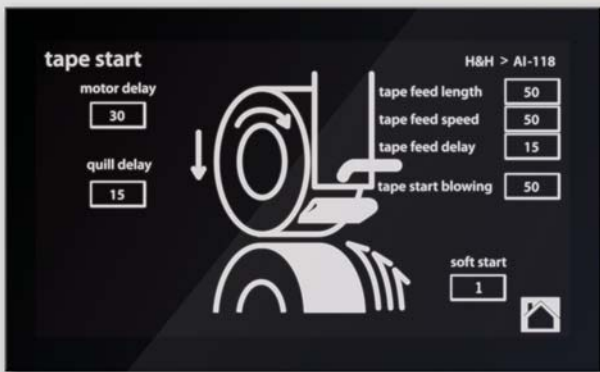 tape start
H&H > AI-118
motor delay
30
quill delay
15
tape feed length 50
tape feed speed 50
tape feed delay 15
tape start blowing 50
soft start
1